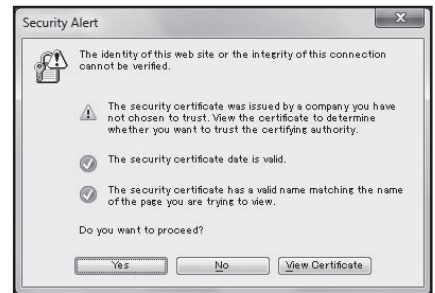 Security Alert
The identity of this web site or the integrity of this connection
cannot be verified.
The security certificate was issued by a company you have
not chosen to trust. View the certificate to determine
whether you want to trust the certifying authority.
The security certificate date is valid.
The security certificate has a valid name matching the name
of the page you are trying to view.
Do you want to proceed?
Yes No View Certificate